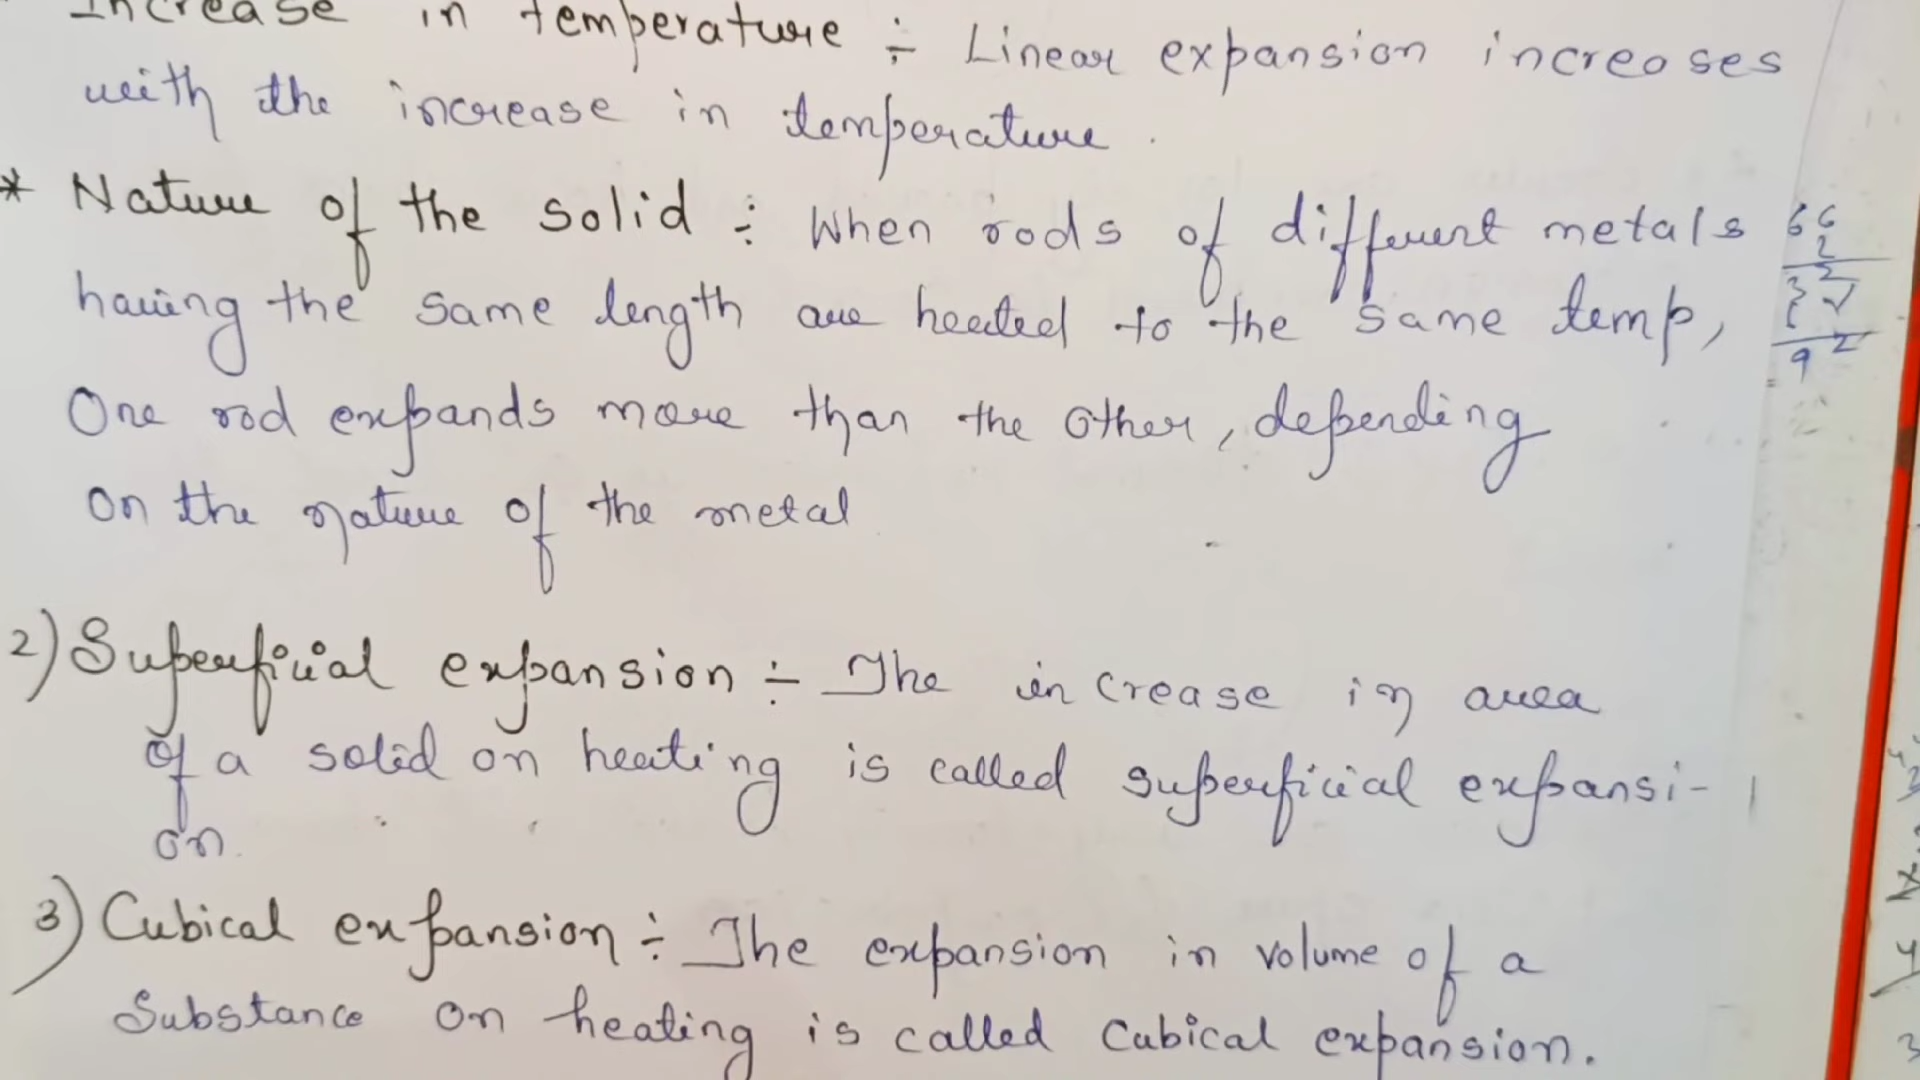 Increase in temperature ÷ Linear expansion increases
with the increase in temperature.
* Nature of the solid ÷ When rods of different metals
having the same length are heated to the same temp,
One rod expands more than the other, depending
on the nature of the metal
2) Superficial expansion ÷ The increase in area
of a solid on heating is called superficial expansi-
on.
3) Cubical expansion ÷ The expansion in volume of a
Substance on heating is called Cubical expansion.